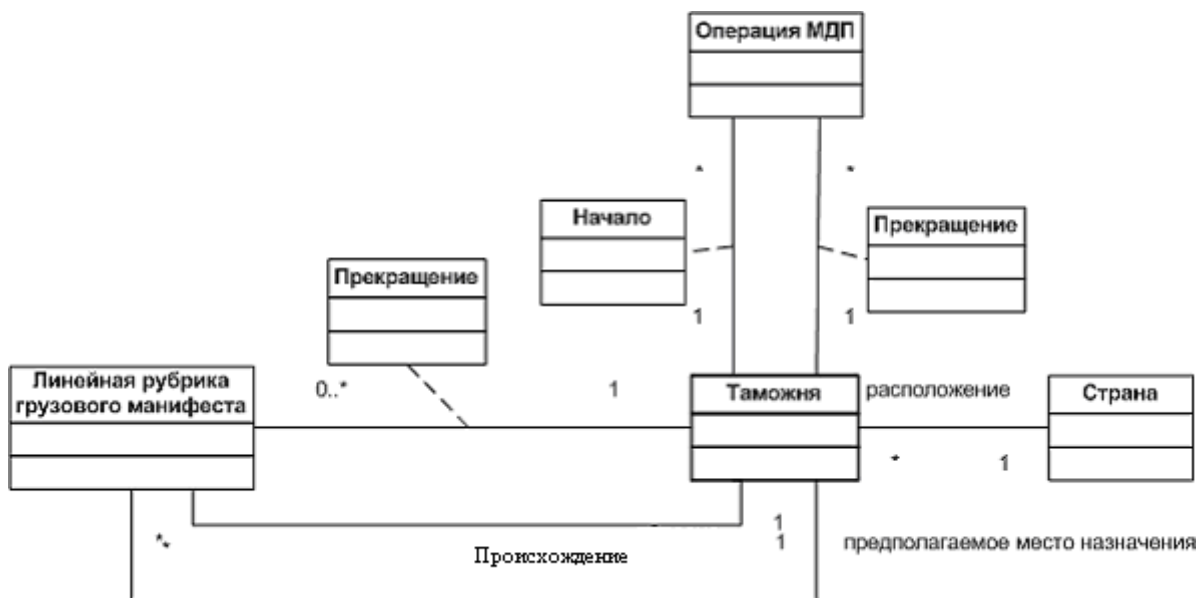 Операция МДП
*
*
Начало
Прекращение
Прекращение
1
1
Линейная рубрика
грузового манифеста
0..*
1
Таможня
расположение
Страна
*
1
*
*
1
1
предполагаемое место назначения
Происхождение